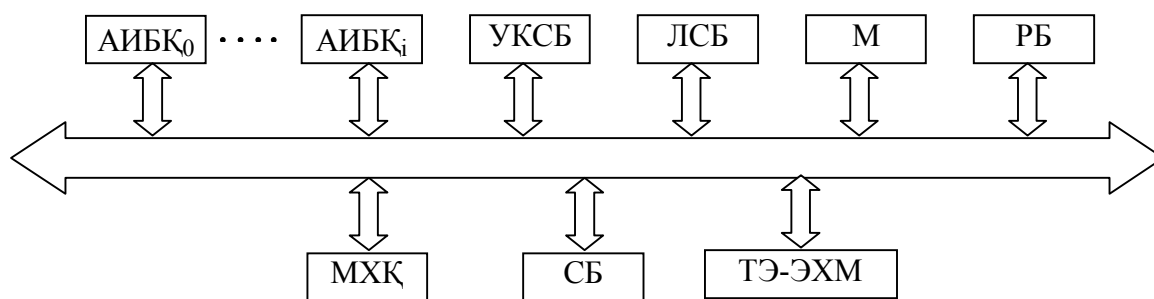 АИБҚ₀ · · · · АИБҚᵢ УКСБ ЛСБ М РБ
МХҚ СБ ТЭ-ЭХМ